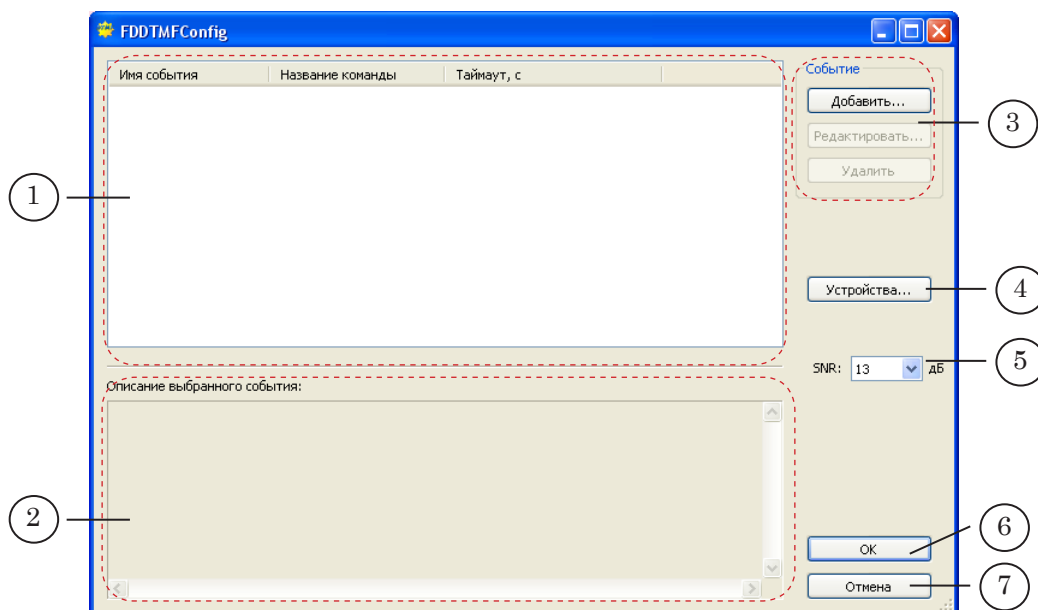 FDDTMFConfig
Имя события Название команды Таймаут, с
Событие
Добавить...
Редактировать...
Удалить
3
1
Устройства...
4
SNR: 13 дБ
5
Описание выбранного события:
2
6
OK
Отмена
7